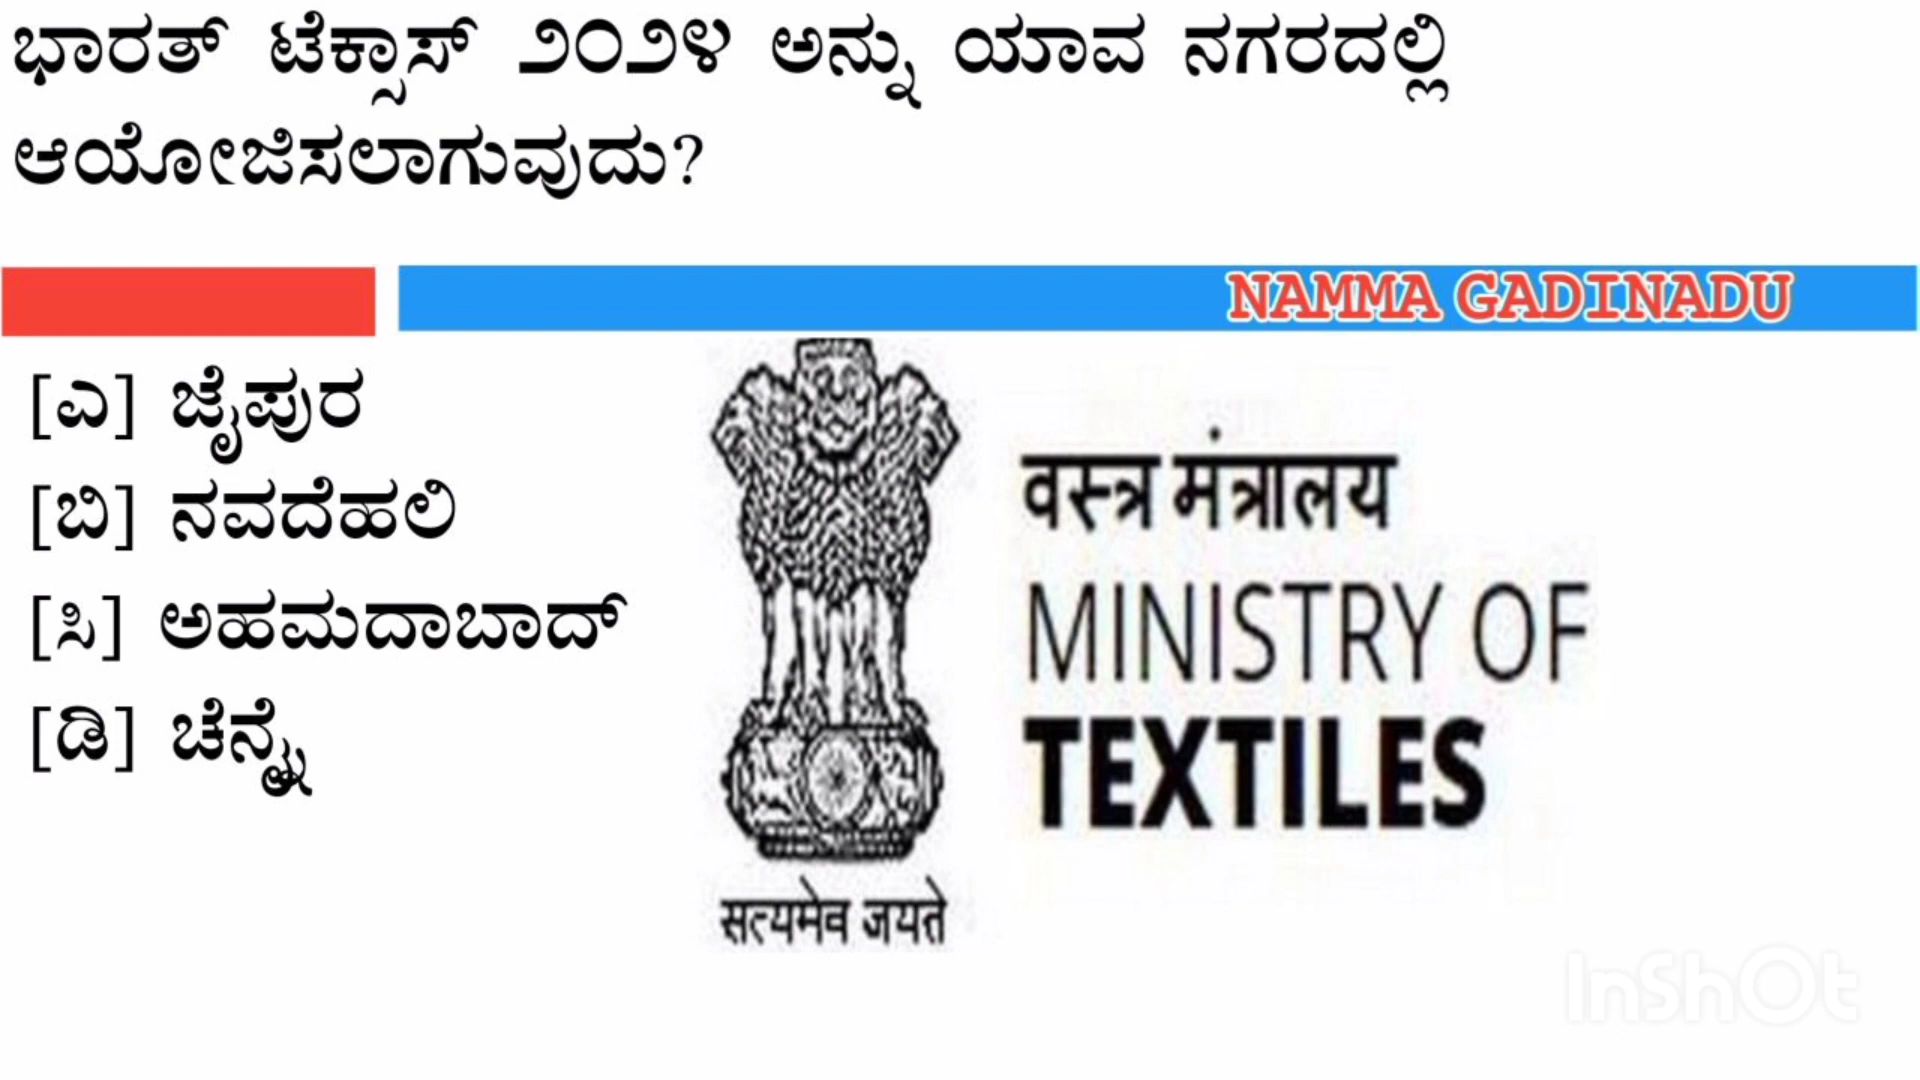 ಭಾರತ್ ಟೆಕ್ಸಾಸ್ ೨೦೨೪ ಅನ್ನು ಯಾವ ನಗರದಲ್ಲಿ
ಆಯೋಜಿಸಲಾಗುವುದು?
NAMMA GADINADU
[ಎ] ಜೈಪುರ
[ಬಿ] ನವದೆಹಲಿ
[ಸಿ] ಅಹಮದಾಬಾದ್
[ಡಿ] ಚೆನ್ನೈ
वस्त्र मंत्रालय
MINISTRY OF
TEXTILES
सत्यमेव जयते
InShOt